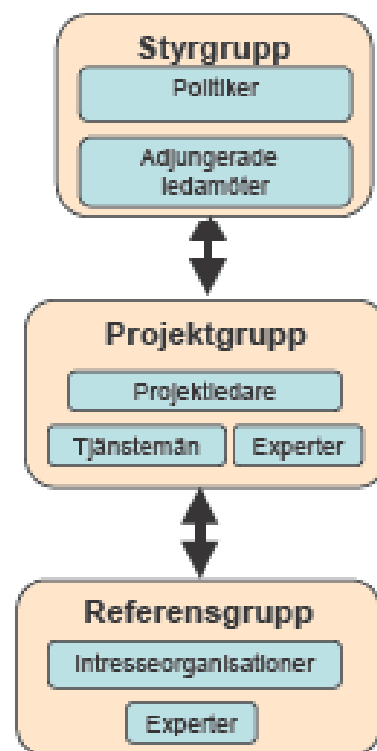 Styrgrupp
Politiker
Adjungerade
ledamöter
Projektgrupp
Projektledare
Tjänstemän
Experter
Referensgrupp
Intresseorganisationer
Experter